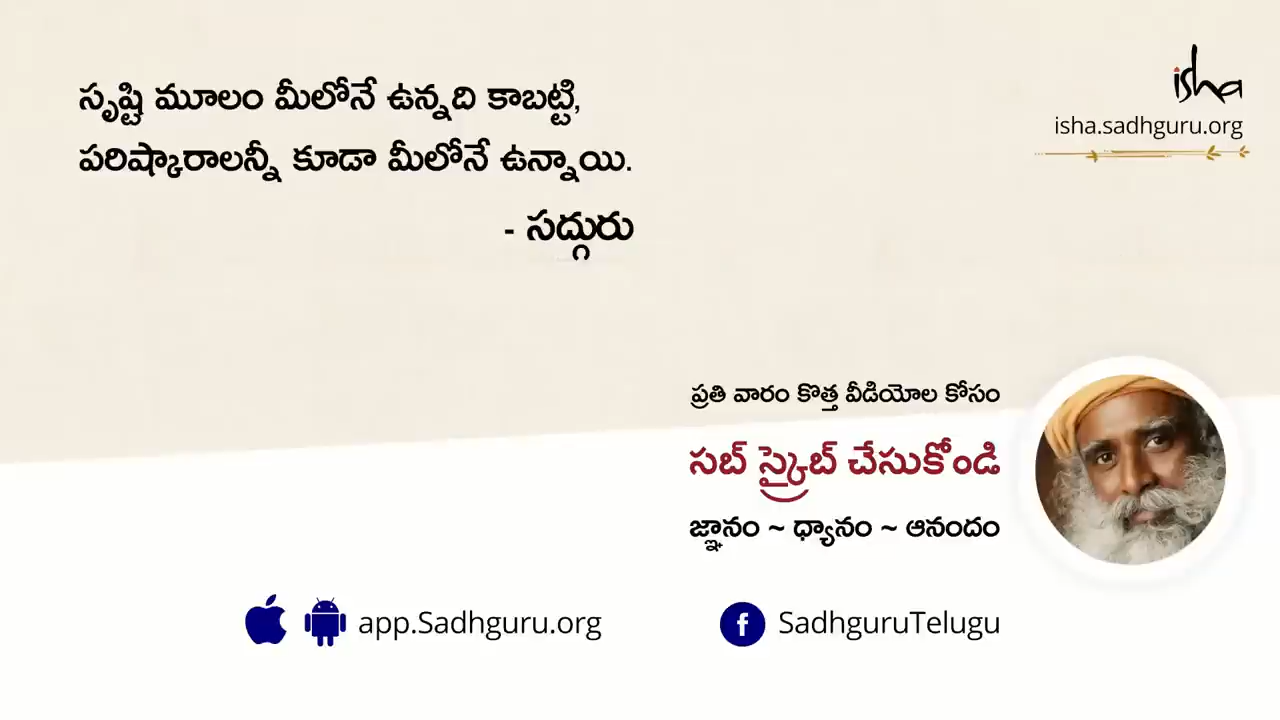 సృష్టి మూలం మీలోనే ఉన్నది కాబట్టి,
పరిష్కారాలన్నీ కూడా మీలోనే ఉన్నాయి.
- సద్గురు
isha
isha.sadhguru.org
ప్రతి వారం కొత్త వీడియోల కోసం
సబ్ స్క్రైబ్ చేసుకోండి
జ్ఞానం ~ ధ్యానం ~ ఆనందం
app.Sadhguru.org
f SadhguruTelugu